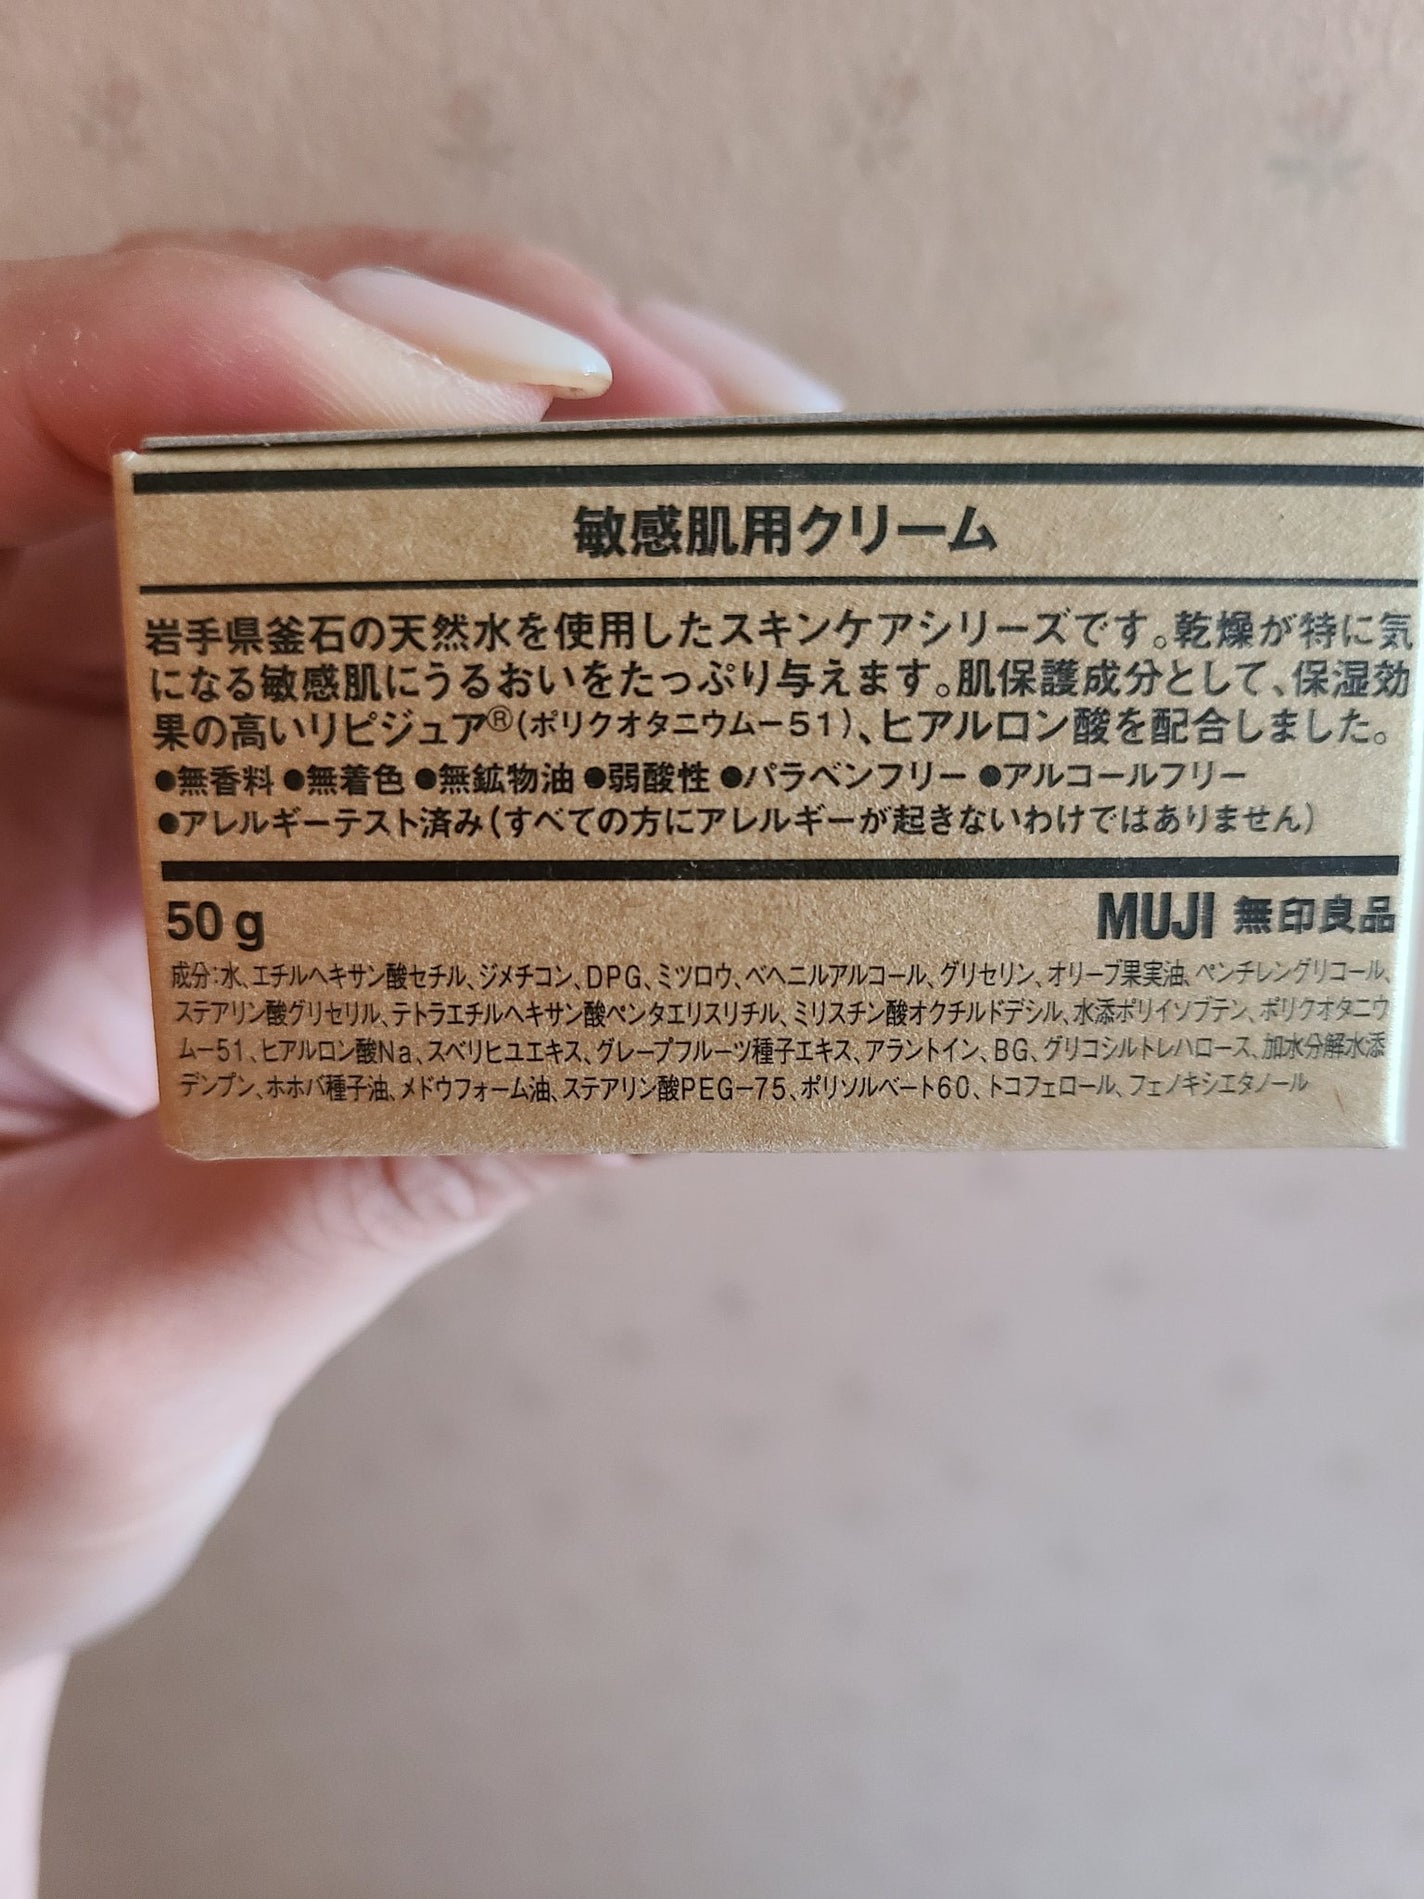 敏感肌用クリーム
岩手県釜石の天然水を使用したスキンケアシリーズです。乾燥が特に気
になる敏感肌にうるおいをたっぷり与えます。肌保護成分として、保湿効
果の高いリピジュア®(ポリクオタニウムー51)、ヒアルロン酸を配合しました。
●無香料 ●無着色 ●無鉱物油 ●弱酸性 ●パラベンフリー ●アルコールフリー
●アレルギーテスト済み(すべての方にアレルギーが起きないわけではありません)
50g MUJI 無印良品
成分:水、エチルヘキサン酸セチル、ジメチコン、DPG、ミツロウ、ベヘニルアルコール、グリセリン、オリーブ果実油、ペンチレングリコール、
ステアリン酸グリセリル、テトラエチルヘキサン酸ペンタエリスリチル、ミリスチン酸オクチルドデシル、水添ポリイソブテン、ポリクオタニウ
ムー51、ヒアルロン酸Na、スベリヒユエキス、グレープフルーツ種子エキス、アラントイン、BG、グリコシルトレハロース、加水分解水添
デンプン、ホホバ種子油、メドウフォーム油、ステアリン酸PEGー75、ポリソルベート60、トコフェロール、フェノキシエタノール